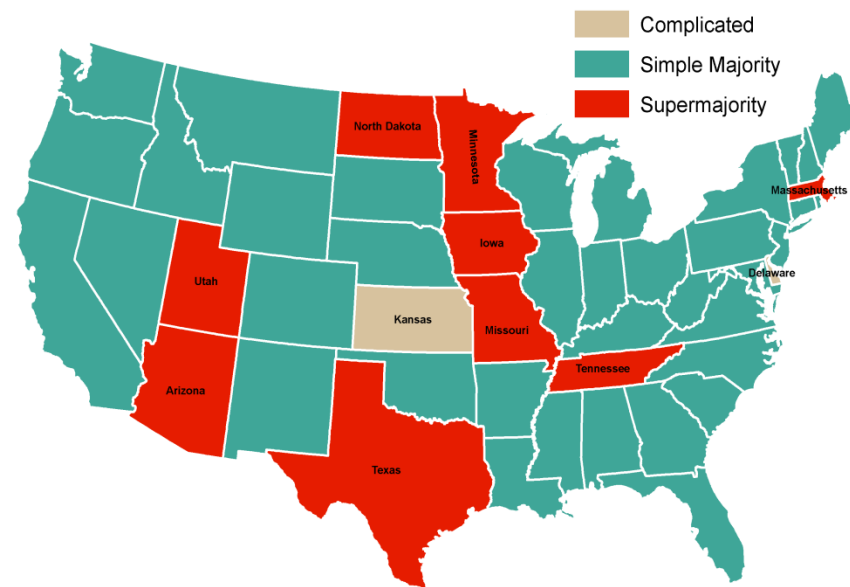 Complicated
Simple Majority
Supermajority
North Dakota
Minnesota
Massachusetts
Iowa
Delaware
Utah
Kansas
Missouri
Tennessee
Arizona
Texas